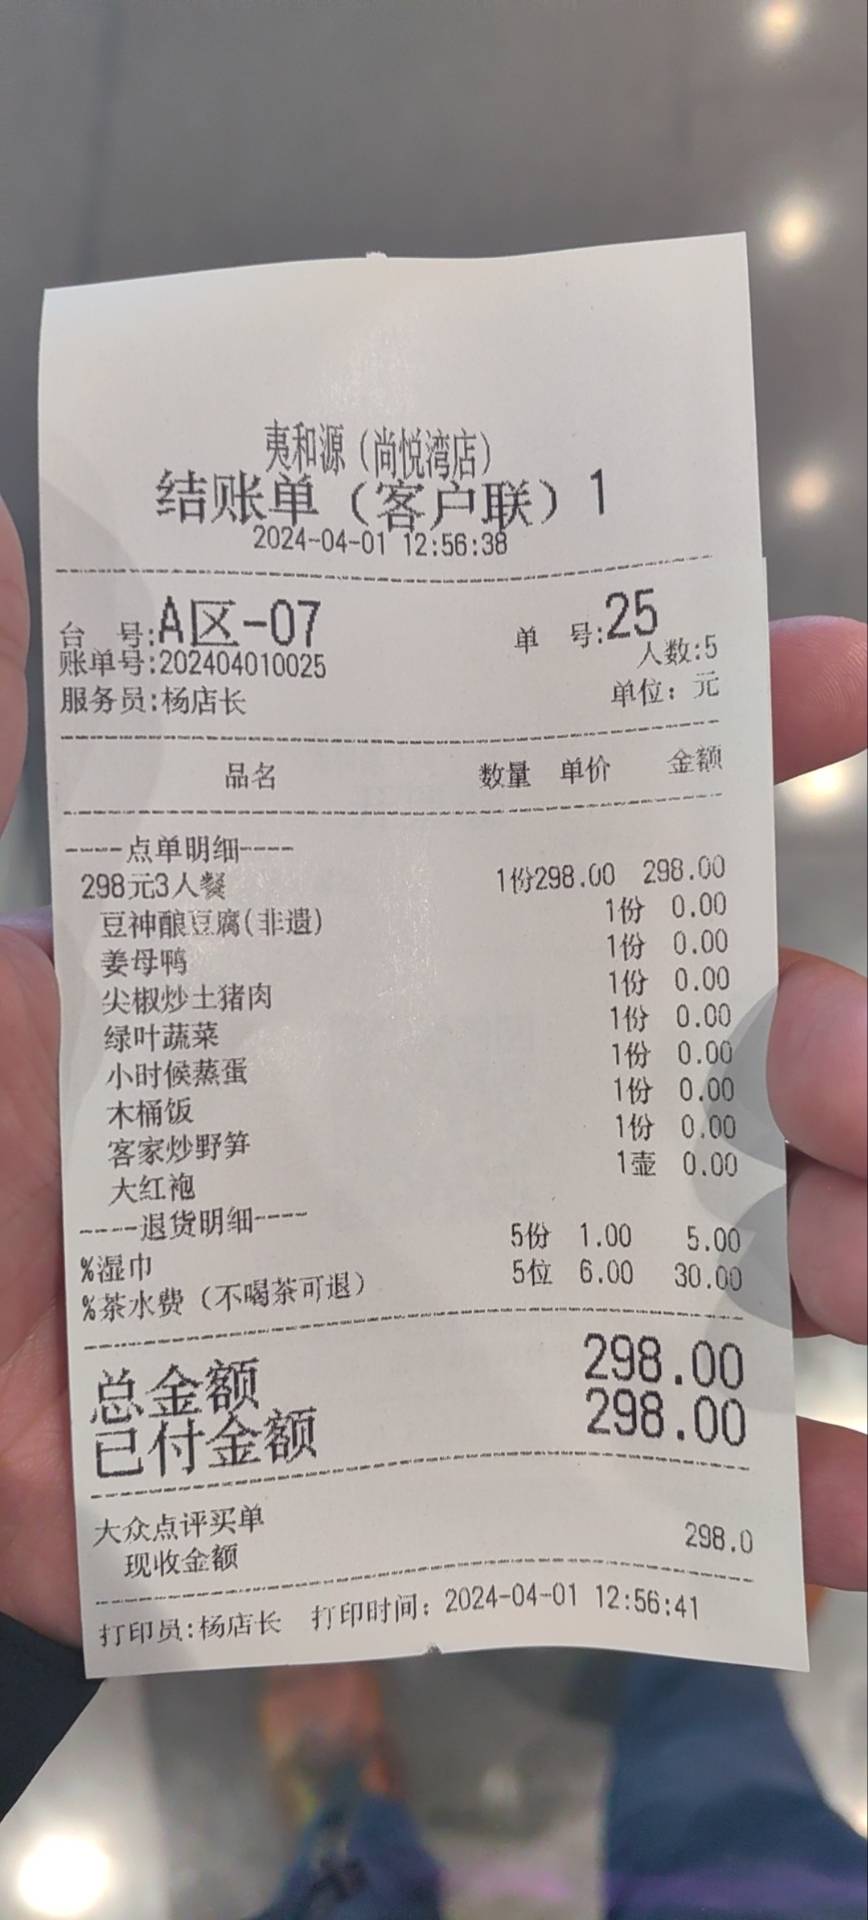 夷和源（尚悦湾店）
结账单（客户联）1
2024-04-01 12:56:38
台 号:A区-07 单 号:25
账单号:202404010025 人数:5
服务员:杨店长 单位：元
品名 数量 单价 金额
----点单明细----
298元3人餐 1份298.00 298.00
豆神酿豆腐(非遗) 1份 0.00
姜母鸭 1份 0.00
尖椒炒土猪肉 1份 0.00
绿叶蔬菜 1份 0.00
小时候蒸蛋 1份 0.00
木桶饭 1份 0.00
客家炒野笋 1份 0.00
大红袍 1壶 0.00
----退货明细----
%湿巾 5份 1.00 5.00
%茶水费（不喝茶可退） 5位 6.00 30.00
总金额 298.00
已付金额 298.00
大众点评买单 298.0
现收金额
打印员:杨店长 打印时间：2024-04-01 12:56:41